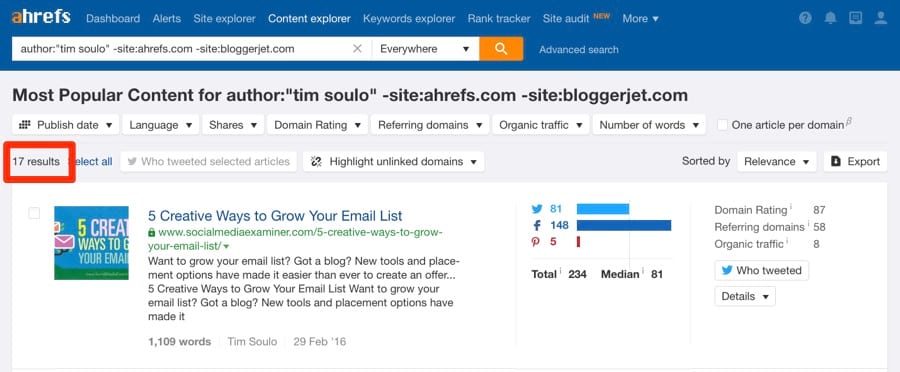 ahrefs Dashboard Alerts Site explorer Content explorer Keywords explorer Rank tracker Site audit NEW More
author:"tim soulo" -site:ahrefs.com -site:bloggerjet.com Everywhere Advanced search
Most Popular Content for author:"tim soulo" -site:ahrefs.com -site:bloggerjet.com
Publish date Language Shares Domain Rating Referring domains Organic traffic Number of words One article per domain β
17 results Select all Who tweeted selected articles Highlight unlinked domains Sorted by Relevance Export
5 CREATIVE
WAYS TO GROW
YOUR EMAIL
5 Creative Ways to Grow Your Email List
www.socialmediaexaminer.com/5-creative-ways-to-grow-
your-email-list/
Want to grow your email list? Got a blog? New tools and place-
ment options have made it easier than ever to create an offer...
5 Creative Ways to Grow Your Email List Want to grow your
email list? Got a blog? New tools and placement options have
made it
1,109 words Tim Soulo 29 Feb '16
81
148
5
Total i 234 Median i 81
Domain Rating i 87
Referring domains i 58
Organic traffic i 8
Who tweeted
Details